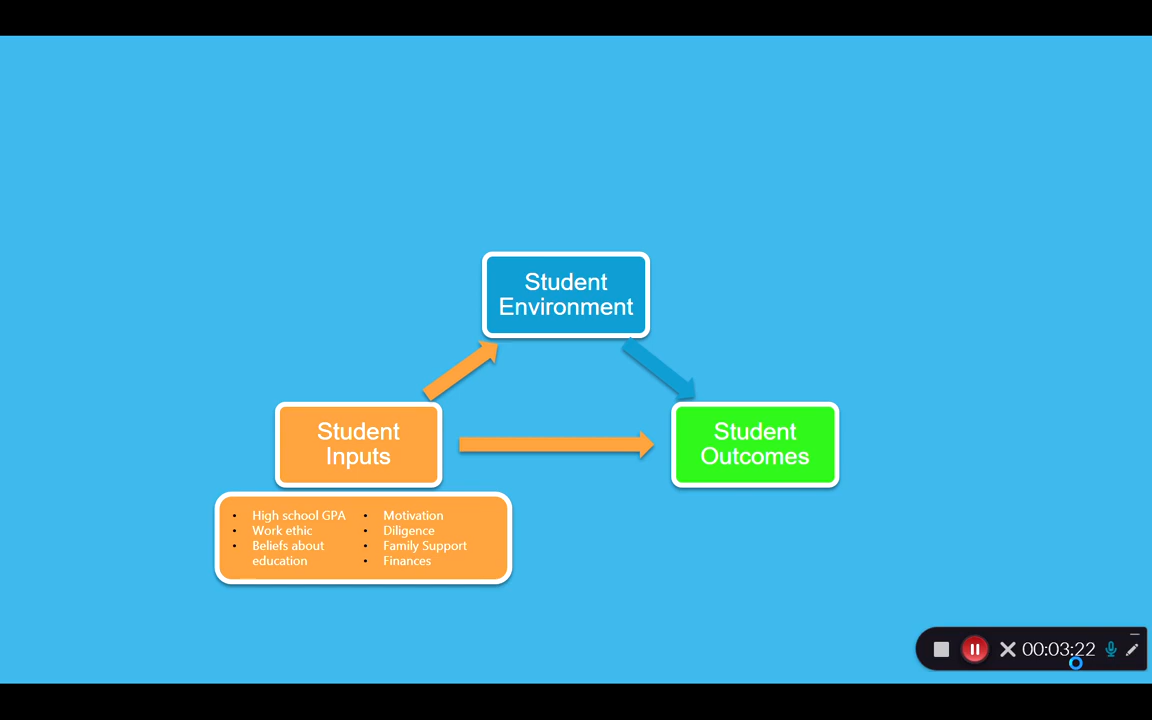 Student
Environment
Student
Inputs
Student
Outcomes
• High school GPA
• Work ethic
• Beliefs about
education
• Motivation
• Diligence
• Family Support
• Finances
00:03:22